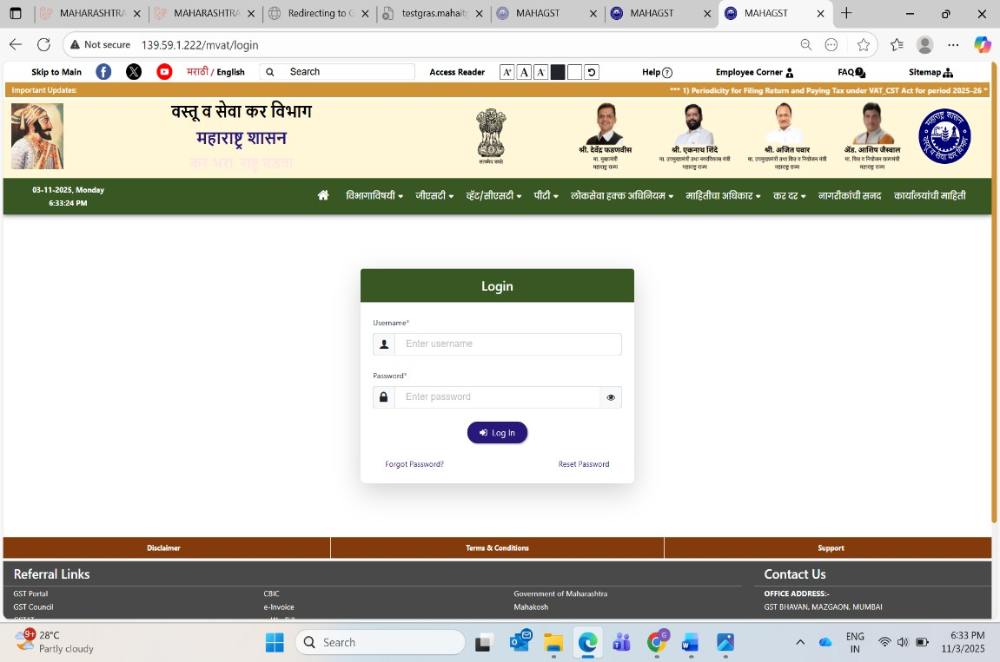 MAHARASHTRA
MAHARASHTRA
Redirecting to G
testgras.mahaitg
MAHAGST
MAHAGST
MAHAGST
Not secure
139.59.1.222/mvat/login
Skip to Main
मराठी / English
Search
Access Reader
A+
A
A-
Help
Employee Corner
FAQ
Sitemap
Important Updates:
*** 1) Periodicity for Filing Return and Paying Tax under VAT_CST Act for period 2025-26 *
वस्तू व सेवा कर विभाग
महाराष्ट्र शासन
कर भरा, राष्ट्र घडवा
सत्यमेव जयते
श्री. देवेंद्र फडणवीस
मा. मुख्यमंत्री
महाराष्ट्र राज्य
श्री. एकनाथ शिंदे
मा. उपमुख्यमंत्री तथा नगरविकास मंत्री
महाराष्ट्र राज्य
श्री. अजित पवार
मा. उपमुख्यमंत्री तथा वित्त व नियोजन मंत्री
महाराष्ट्र राज्य
ॲड. आशिष जैस्वाल
मा. वित्त व नियोजन राज्यमंत्री
महाराष्ट्र राज्य
महाराष्ट्र शासन
वस्तू व सेवा कर विभाग
03-11-2025, Monday
6:33:24 PM
विभागाविषयी
जीएसटी
व्हॅट/सीएसटी
पीटी
लोकसेवा हक्क अधिनियम
माहितीचा अधिकार
कर दर
नागरीकांची सनद
कार्यालयांची माहिती
Login
Username*
Enter username
Password*
Enter password
Log In
Forgot Password?
Reset Password
Disclaimer
Terms & Conditions
Support
Referral Links
Contact Us
GST Portal
CBIC
Government of Maharashtra
OFFICE ADDRESS:-
GST Council
e-Invoice
Mahakosh
GST BHAVAN, MAZGAON, MUMBAI
9+
28°C
Partly cloudy
Search
ENG
IN
6:33 PM
11/3/2025